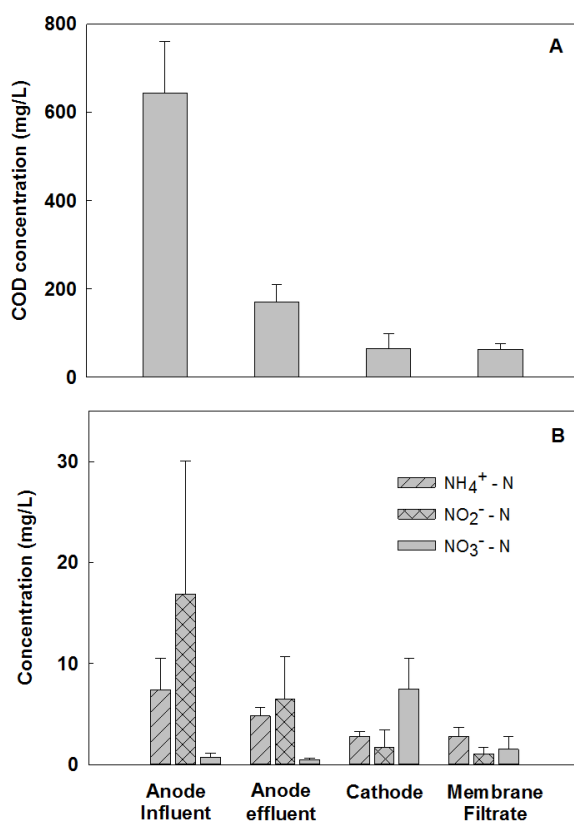 A
COD concentration (mg/L)
800
600
400
200
0
B
Concentration (mg/L)
30
20
10
0
NH₄⁺ - N
NO₂⁻ - N
NO₃⁻ - N
Anode
Influent
Anode
effluent
Cathode
Membrane
Filtrate